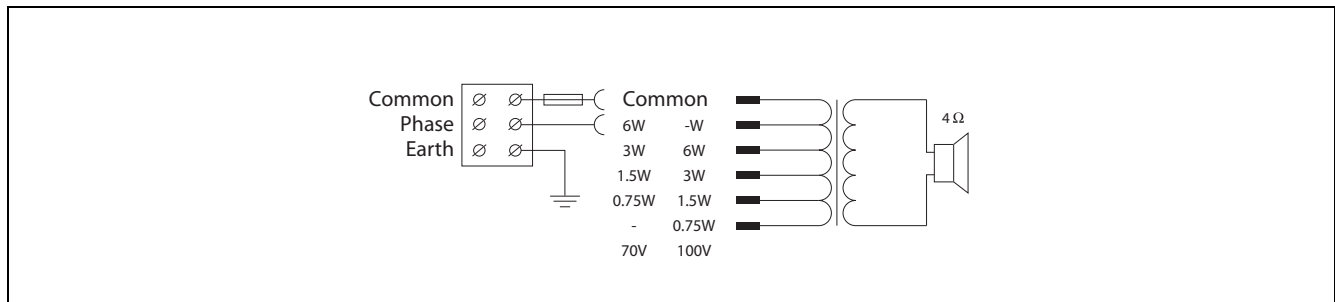 Common
Phase
Earth
Common
6W -W
3W 6W
1.5W 3W
0.75W 1.5W
- 0.75W
70V 100V
4 Ω